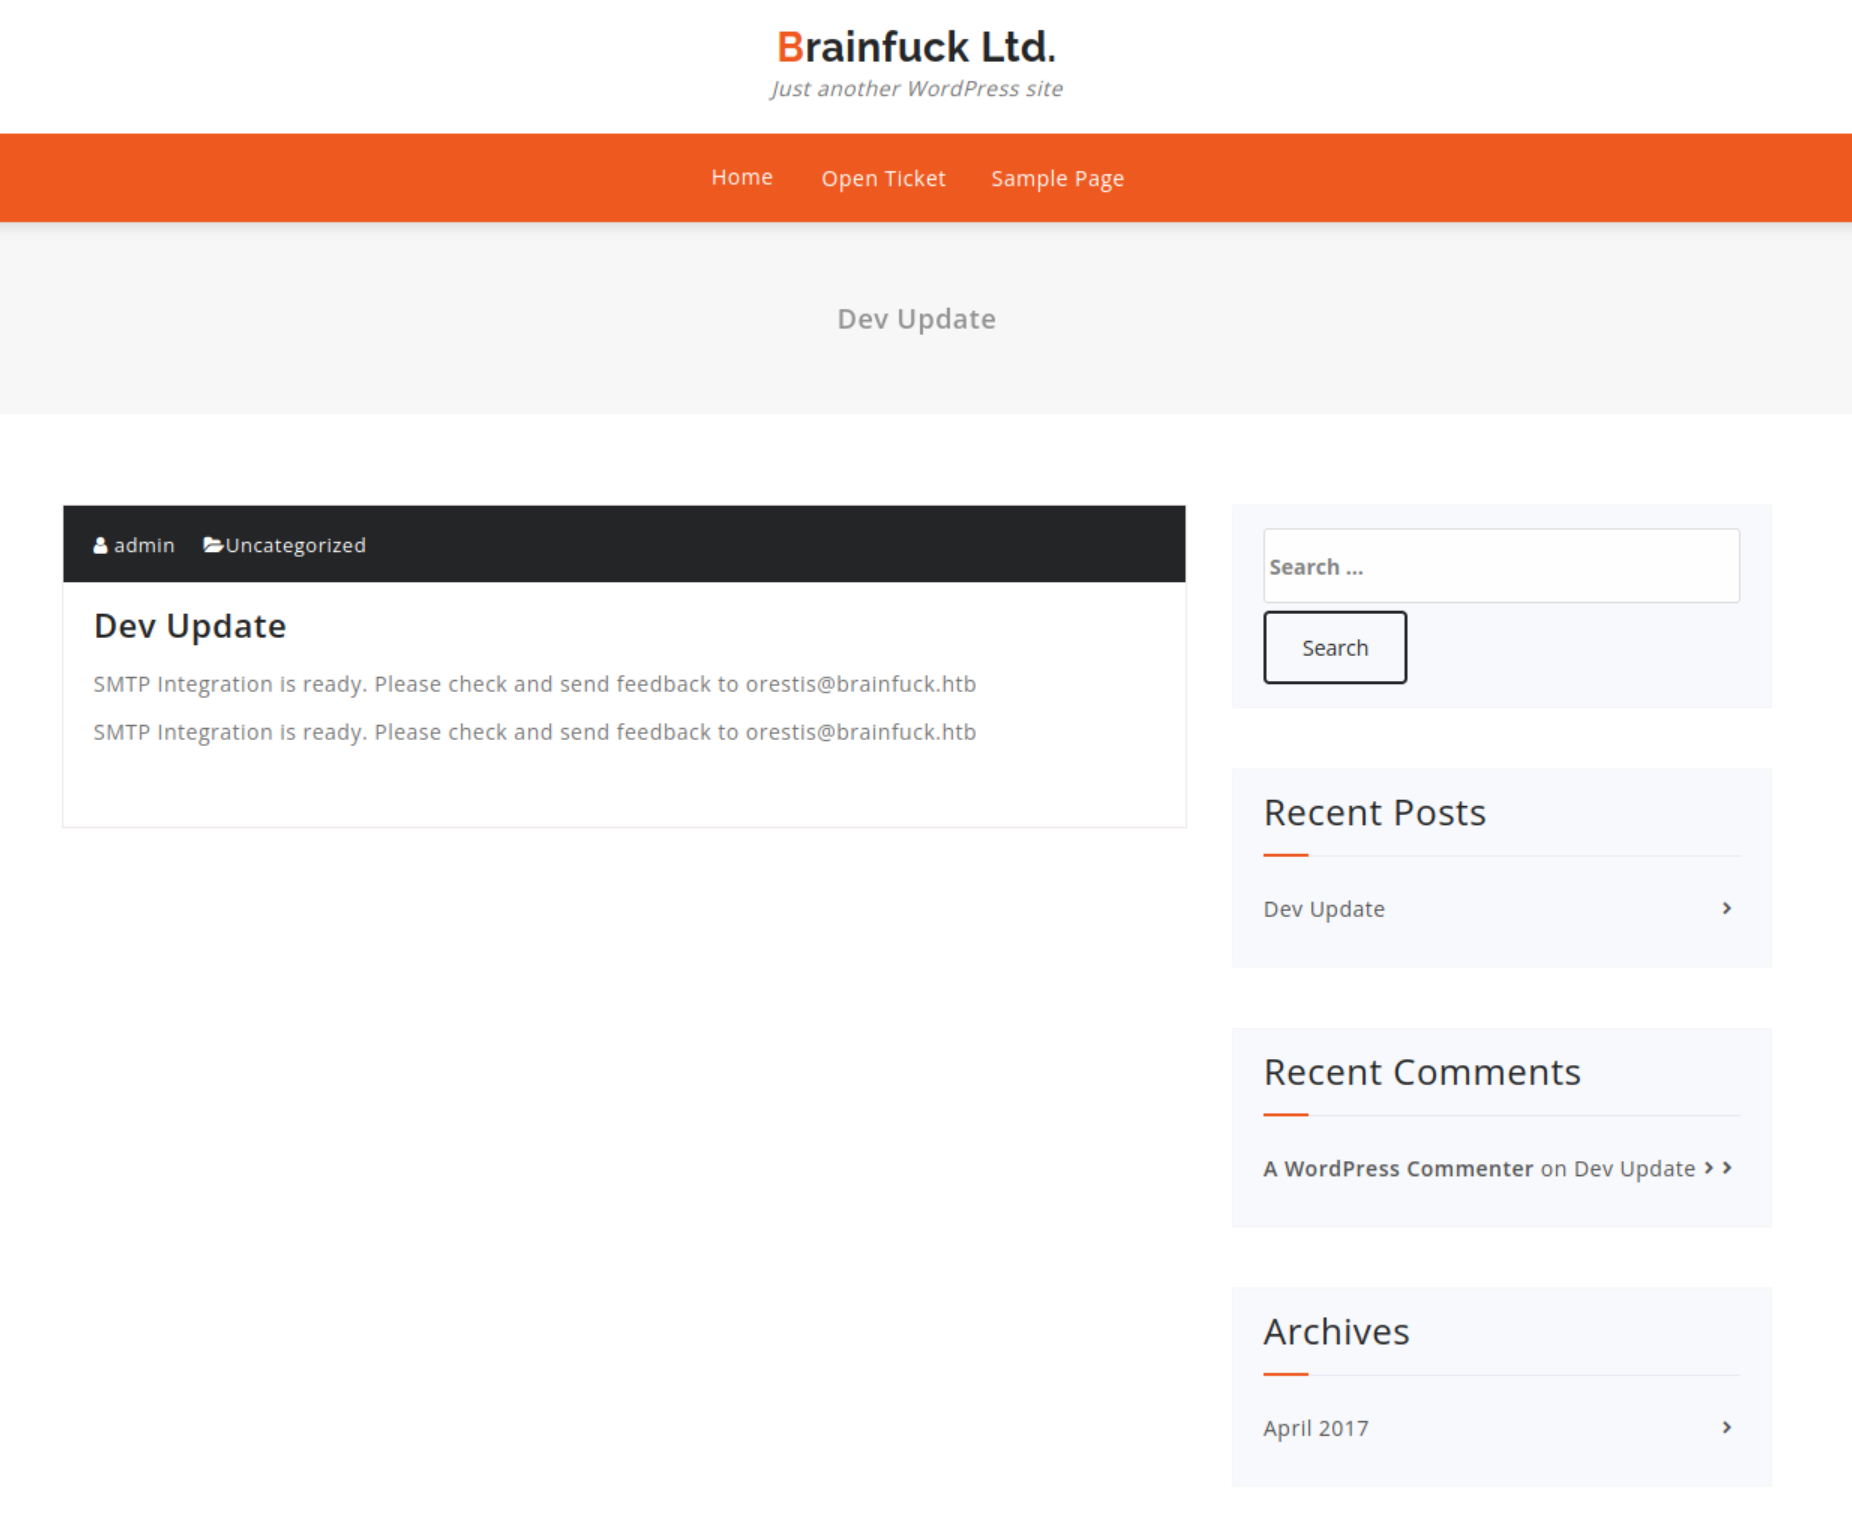 Brainfuck Ltd.
Just another WordPress site
Home Open Ticket Sample Page
Dev Update
admin Uncategorized
Dev Update
SMTP Integration is ready. Please check and send feedback to orestis@brainfuck.htb
SMTP Integration is ready. Please check and send feedback to orestis@brainfuck.htb
Search ...
Search
Recent Posts
Dev Update
Recent Comments
A WordPress Commenter on Dev Update
Archives
April 2017